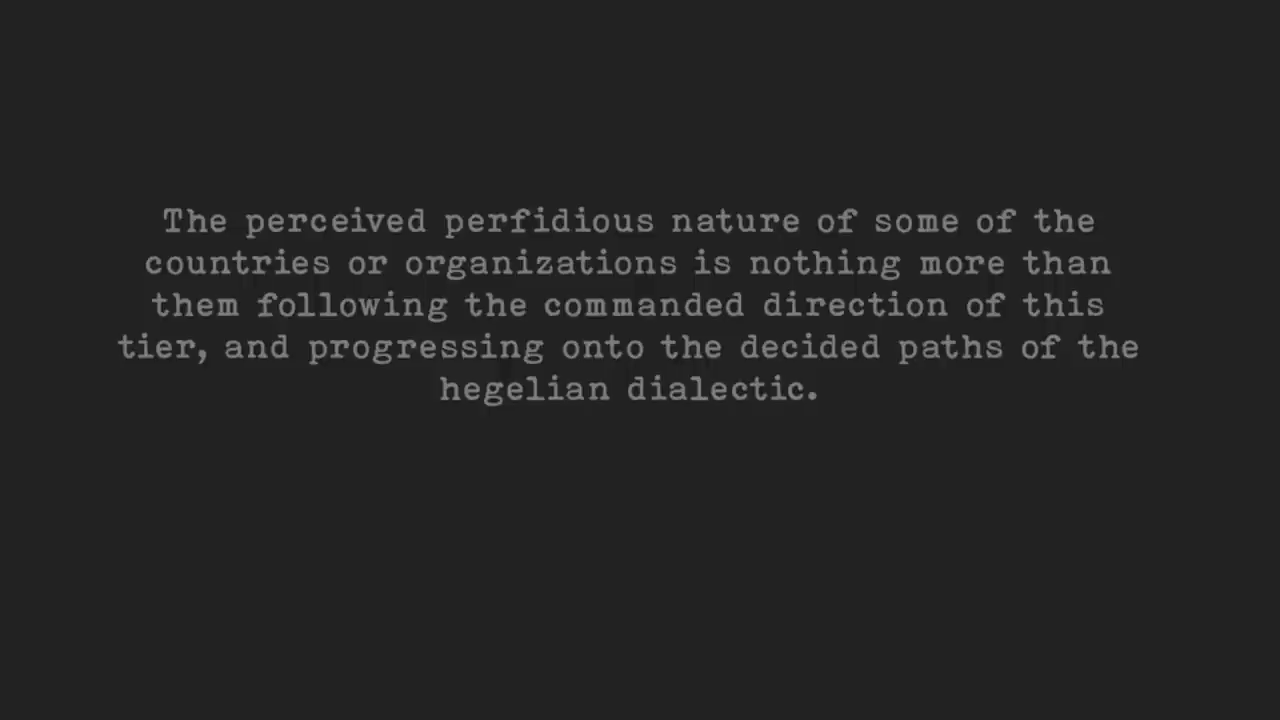 The perceived perfidious nature of some of the
countries or organizations is nothing more than
them following the commanded direction of this
tier, and progressing onto the decided paths of the
hegelian dialectic.